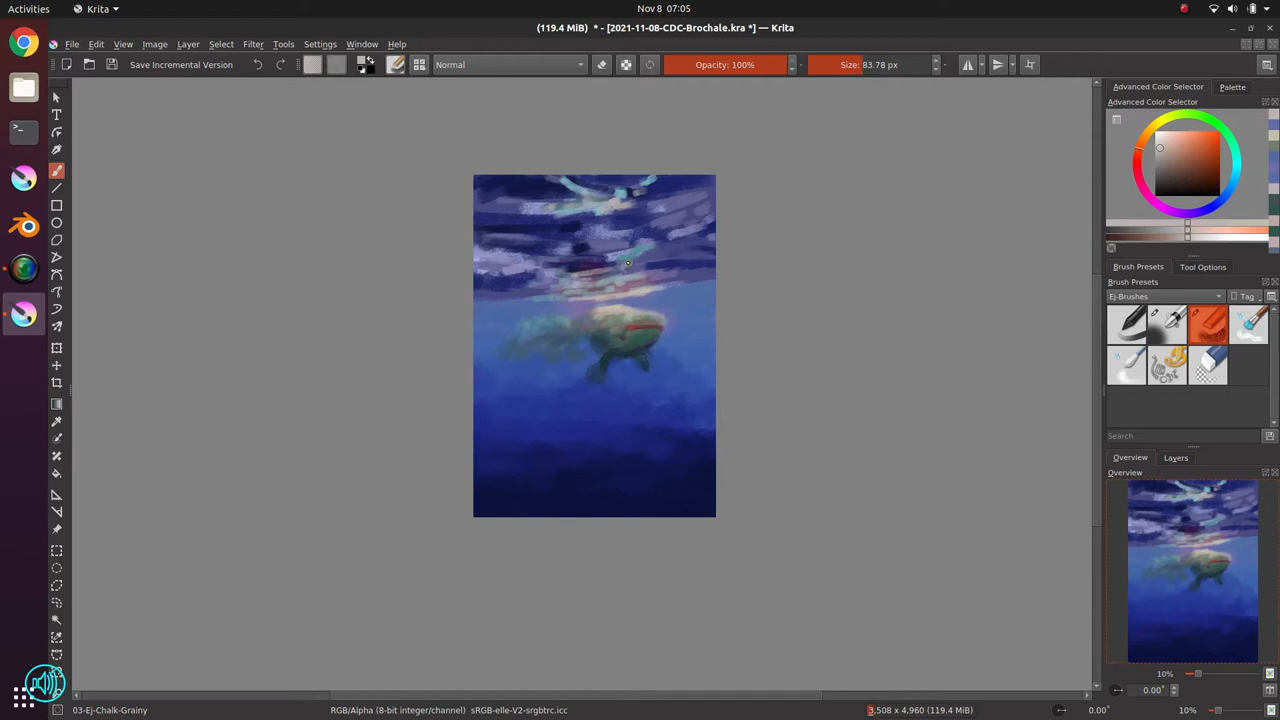 Activities
Krita
Nov 8 07:05
(119.4 MiB) * - [2021-11-08-CDC-Brochale.kra *] — Krita
File Edit View Image Layer Select Filter Tools Settings Window Help
Save Incremental Version
Normal
Opacity: 100%
Size: 83.78 px
Advanced Color Selector
Palette
Advanced Color Selector
Brush Presets
Tool Options
Brush Presets
Ej-Brushes
Tag
Search
Overview
Layers
Overview
10%
0.00°
03-Ej-Chalk-Grainy
RGB/Alpha (8-bit integer/channel) sRGB-elle-V2-srgbtrc.icc
3,508 x 4,960 (119.4 MiB)
0.00°
10%